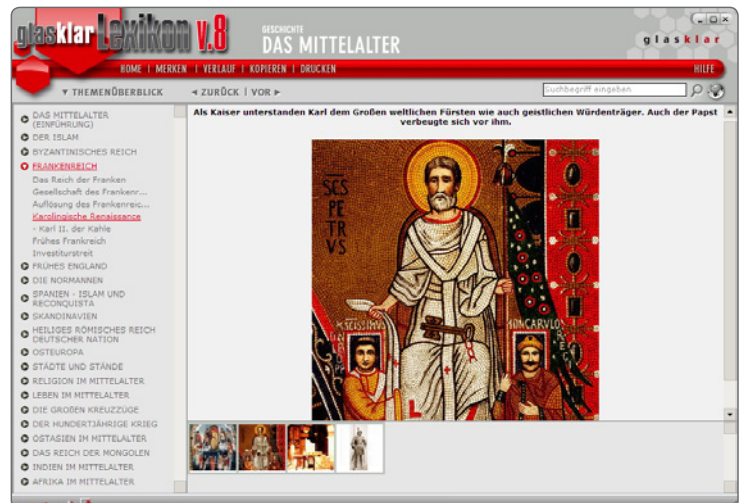 glasklar Lexikon V.8
GESCHICHTE
DAS MITTELALTER
glasklar
HOME | MERKEN | VERLAUF | KOPIEREN | DRUCKEN
HILFE
▼ THEMENÜBERBLICK
◄ ZURÜCK | VOR ►
Suchbegriff eingeben
DAS MITTELALTER
(EINFÜHRUNG)
DER ISLAM
BYZANTINISCHES REICH
FRANKENREICH
Das Reich der Franken
Gesellschaft des Frankenr...
Auflösung des Frankenreic...
Karolingische Renaissance
- Karl II. der Kahle
Frühes Frankreich
Investiturstreit
FRÜHES ENGLAND
DIE NORMANNEN
SPANIEN - ISLAM UND
RECONQUISTA
SKANDINAVIEN
HEILIGES RÖMISCHES REICH
DEUTSCHER NATION
OSTEUROPA
STÄDTE UND STÄNDE
RELIGION IM MITTELALTER
LEBEN IM MITTELALTER
DIE GROßEN KREUZZÜGE
DER HUNDERTJÄHRIGE KRIEG
OSTASIEN IM MITTELALTER
DAS REICH DER MONGOLEN
INDIEN IM MITTELALTER
AFRIKA IM MITTELALTER
Als Kaiser unterstanden Karl dem Großen weltlichen Fürsten wie auch geistlichen Würdenträger. Auch der Papst
verbeugte sich vor ihm.
SCS
PE
TR
VS